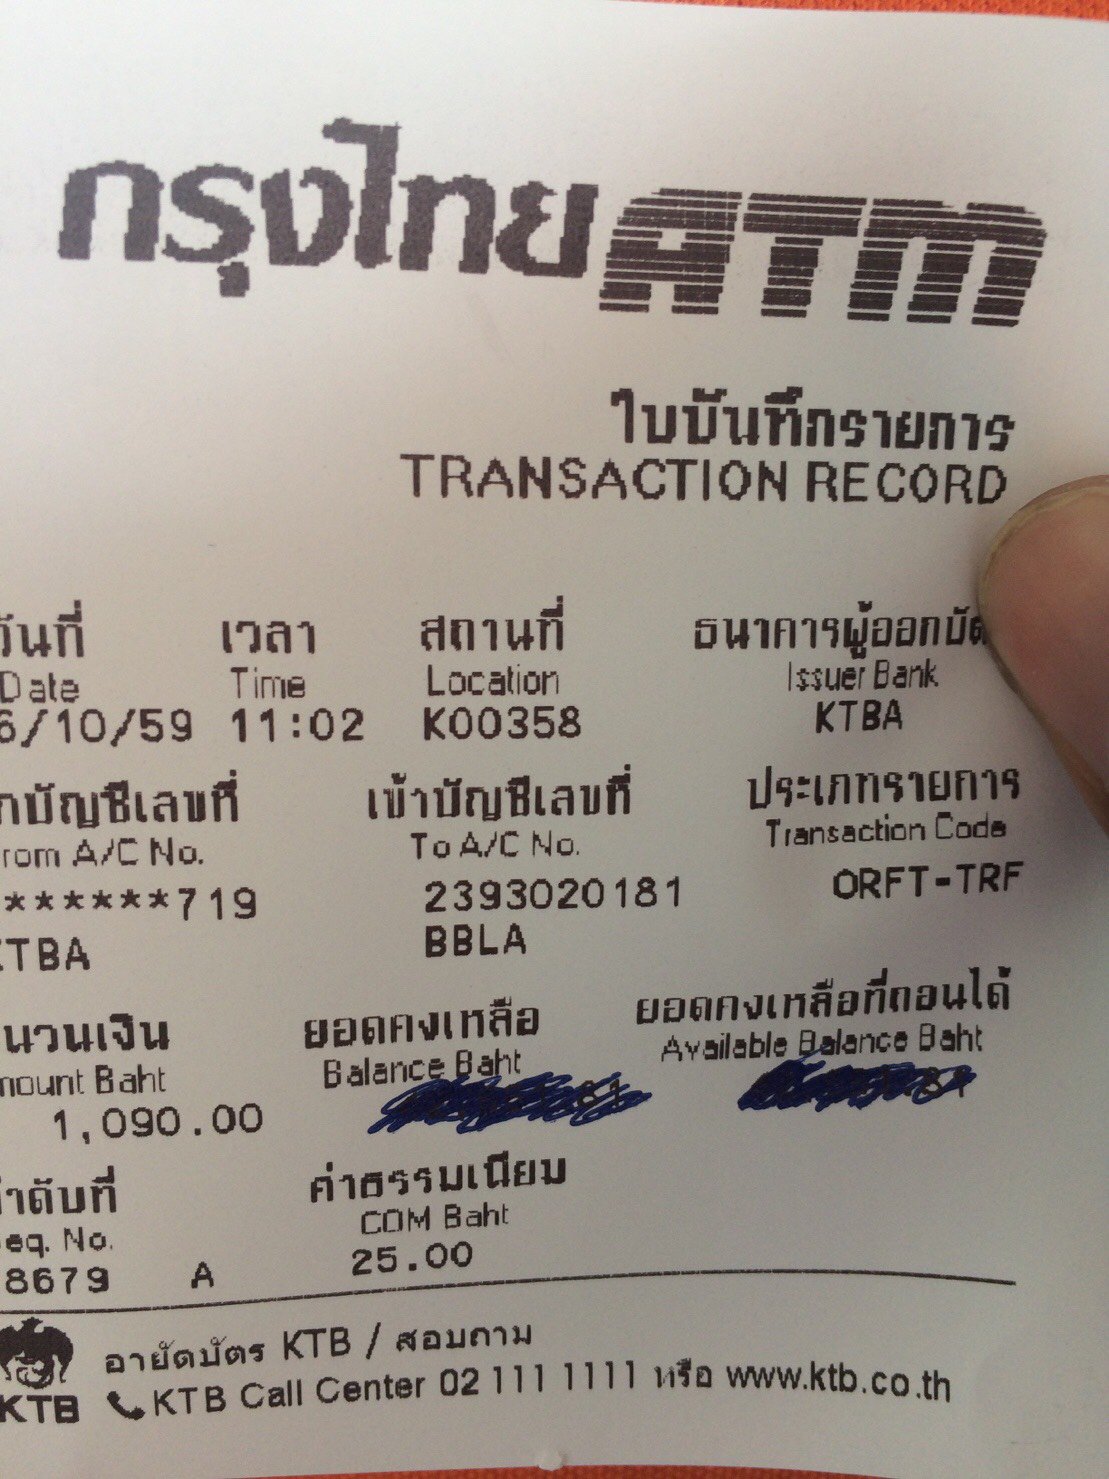 กรุงไทย ATM
ใบบันทึกรายการ
TRANSACTION RECORD
วันที่ เวลา สถานที่ ธนาคารผู้ออกบัตร
Date Time Location Issuer Bank
6/10/59 11:02 K00358 KTBA
กบัญชีเลขที่ เข้าบัญชีเลขที่ ประเภทรายการ
rom A/C No. To A/C No. Transaction Code
******719 2393020181 ORFT-TRF
KTBA BBLA
นวนเงิน ยอดคงเหลือ ยอดคงเหลือที่ถอนได้
mount Baht Balance Baht Available Balance Baht
1,090.00
ำดับที่ ค่าธรรมเนียม
eq. No. COM Baht
8679 A 25.00
อายัดบัตร KTB / สอบถาม
KTB KTB Call Center 02 111 1111 หรือ www.ktb.co.th